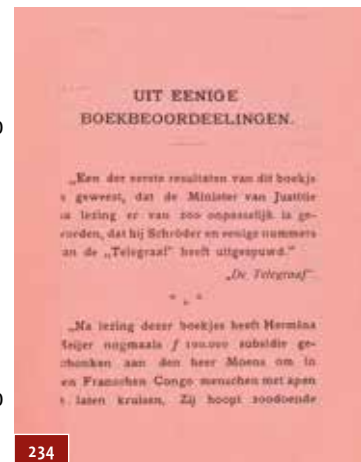 UIT EENIGE
BOEKBEOORDEELINGEN.
„Een der eerste resultaten van dit boekje
s geweest, dat de Minister van Justitie
na lezing er van zoo onpasselijk is ge-
worden, dat hij Schröder en eenige nummers
an de „Telegraaf" heeft uitgespuwd."
„De Telegraaf".
„Na lezing dezer boekjes heeft Hermina
Meijer nogmaals f 100.000 subsidie ge-
chonken aan den heer Moens om in
en Franschen Congo menschen met apen
laten kruisen. Zij hoopt zoodoende
234